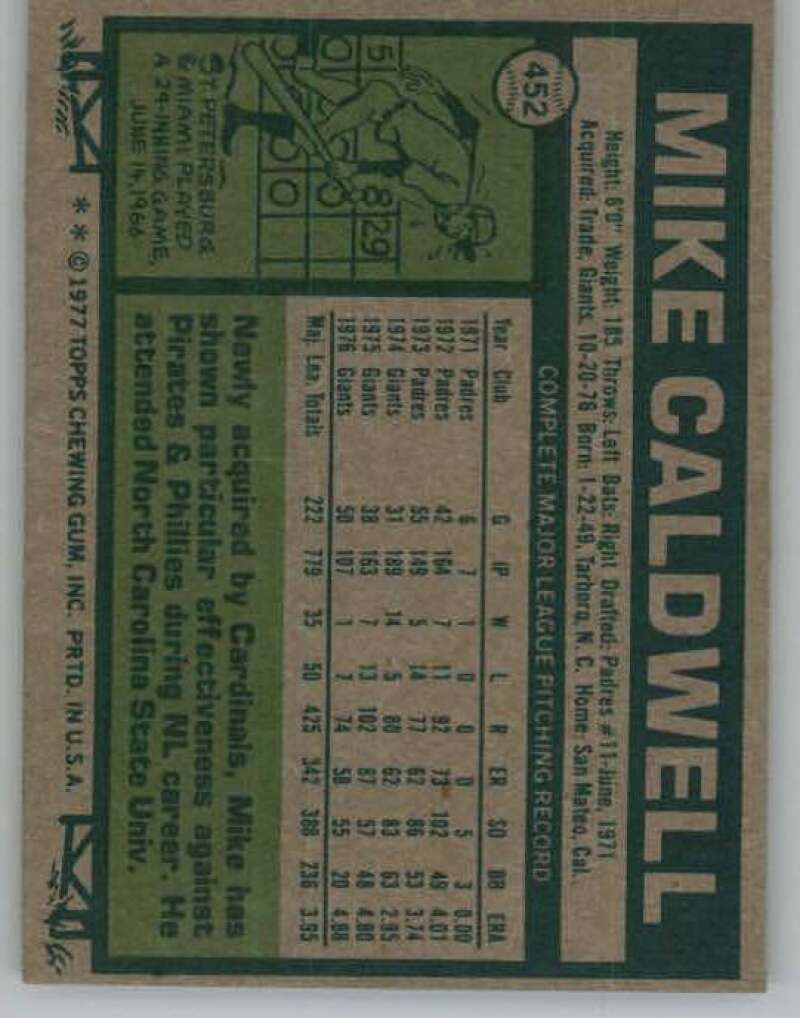 452
MIKE CALDWELL
Height: 6'0" Weight: 185 Throws: Left Bats: Right Drafted: Padres #11-June, 1971
Acquired: Trade, Giants, 10-20-76 Born: 1-22-49, Tarboro, N. C. Home: San Mateo, Cal.
COMPLETE MAJOR LEAGUE PITCHING RECORD
Year Club G IP W L R ER SO BB ERA
1971 Padres 6 7 1 0 0 0 5 3 0.00
1972 Padres 42 164 7 11 92 73 102 49 4.01
1973 Padres 55 149 5 14 77 62 86 53 3.74
1974 Giants 31 189 14 5 80 62 83 63 2.95
1975 Giants 38 163 7 13 102 87 57 48 4.80
1976 Giants 50 107 1 7 74 58 55 20 4.88
Maj. Lea. Totals 222 779 35 50 425 342 388 236 3.95
5 0
8 29
0 0
ST. PETERSBURG
& MIAMI PLAYED
A 29-INNING GAME,
JUNE 14, 1966
Newly acquired by Cardinals, Mike has
shown particular effectiveness against
Pirates & Phillies during NL career. He
attended North Carolina State Univ.
* * © 1977 TOPPS CHEWING GUM, INC. PRTD. IN U.S.A.